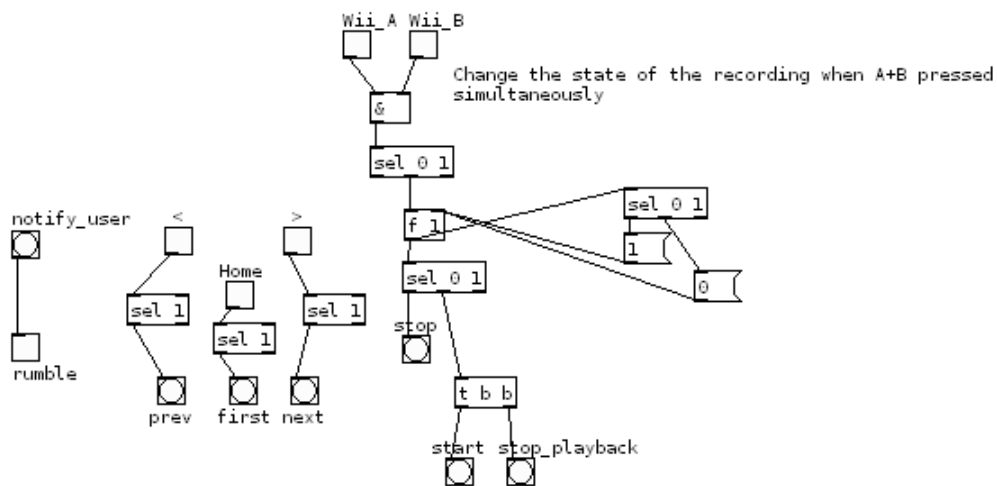 Wii_A Wii_B
Change the state of the recording when A+B pressed
simultaneously
&
sel 0 1
notify_user < >
f 1
sel 0 1
1
Home
sel 0 1
0
sel 1
sel 1
sel 1
stop
rumble
t b b
prev first next
start stop_playback